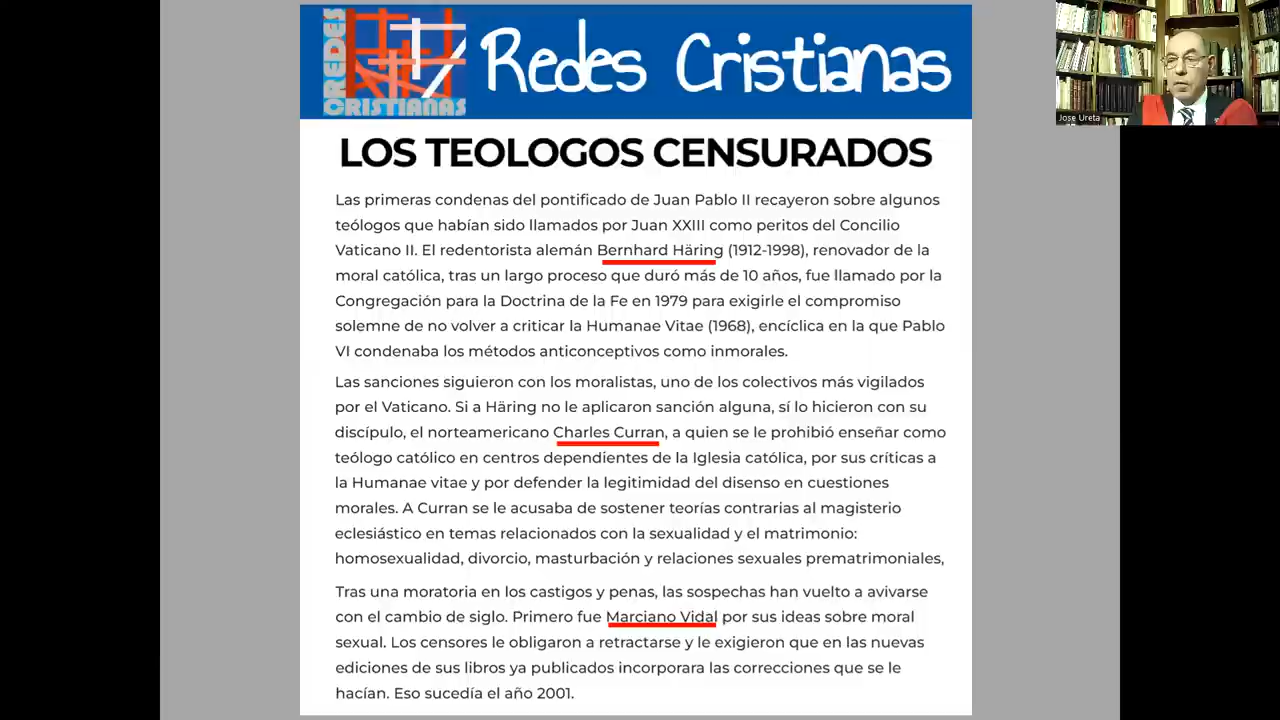 CREDES
CRISTIANAS
Redes Cristianas
Jose Ureta
LOS TEOLOGOS CENSURADOS
Las primeras condenas del pontificado de Juan Pablo II recayeron sobre algunos
teólogos que habían sido llamados por Juan XXIII como peritos del Concilio
Vaticano II. El redentorista alemán Bernhard Häring (1912-1998), renovador de la
moral católica, tras un largo proceso que duró más de 10 años, fue llamado por la
Congregación para la Doctrina de la Fe en 1979 para exigirle el compromiso
solemne de no volver a criticar la Humanae Vitae (1968), encíclica en la que Pablo
VI condenaba los métodos anticonceptivos como inmorales.
Las sanciones siguieron con los moralistas, uno de los colectivos más vigilados
por el Vaticano. Si a Häring no le aplicaron sanción alguna, sí lo hicieron con su
discípulo, el norteamericano Charles Curran, a quien se le prohibió enseñar como
teólogo católico en centros dependientes de la Iglesia católica, por sus críticas a
la Humanae vitae y por defender la legitimidad del disenso en cuestiones
morales. A Curran se le acusaba de sostener teorías contrarias al magisterio
eclesiástico en temas relacionados con la sexualidad y el matrimonio:
homosexualidad, divorcio, masturbación y relaciones sexuales prematrimoniales,
Tras una moratoria en los castigos y penas, las sospechas han vuelto a avivarse
con el cambio de siglo. Primero fue Marciano Vidal por sus ideas sobre moral
sexual. Los censores le obligaron a retractarse y le exigieron que en las nuevas
ediciones de sus libros ya publicados incorporara las correcciones que se le
hacían. Eso sucedía el año 2001.